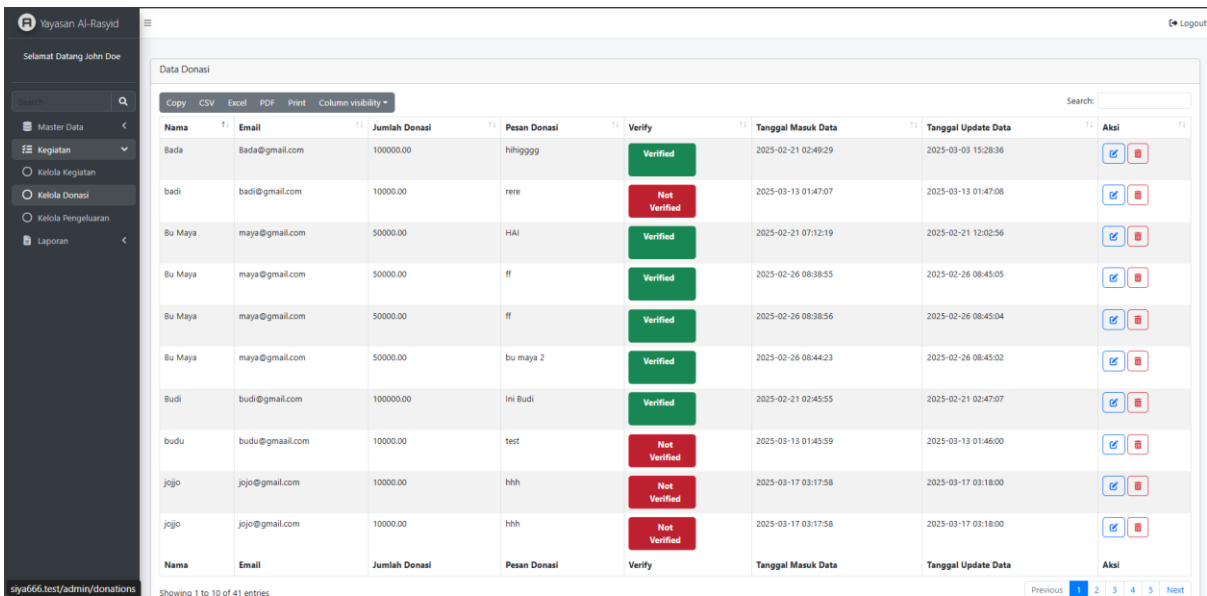 Yayasan Al-Rasyid
Logout
Selamat Datang John Doe
Data Donasi
Search
Copy CSV Excel PDF Print Column visibility
Search:
Master Data
Kegiatan
Kelola Kegiatan
Kelola Donasi
Kelola Pengeluaran
Laporan
Nama Email Jumlah Donasi Pesan Donasi Verify Tanggal Masuk Data Tanggal Update Data Aksi
Bada Bada@gmail.com 100000.00 hihigggg Verified 2025-02-21 02:49:29 2025-03-03 15:28:36
badi badi@gmail.com 10000.00 rere Not Verified 2025-03-13 01:47:07 2025-03-13 01:47:08
Bu Maya maya@gmail.com 50000.00 HAI Verified 2025-02-21 07:12:19 2025-02-21 12:02:56
Bu Maya maya@gmail.com 50000.00 ff Verified 2025-02-26 08:38:55 2025-02-26 08:45:05
Bu Maya maya@gmail.com 50000.00 ff Verified 2025-02-26 08:38:56 2025-02-26 08:45:04
Bu Maya maya@gmail.com 50000.00 bu maya 2 Verified 2025-02-26 08:44:23 2025-02-26 08:45:02
Budi budi@gmail.com 100000.00 Ini Budi Verified 2025-02-21 02:45:55 2025-02-21 02:47:07
budu budu@gmaail.com 10000.00 test Not Verified 2025-03-13 01:45:59 2025-03-13 01:46:00
jojjo jojo@gmail.com 10000.00 hhh Not Verified 2025-03-17 03:17:58 2025-03-17 03:18:00
jojjo jojo@gmail.com 10000.00 hhh Not Verified 2025-03-17 03:17:58 2025-03-17 03:18:00
Nama Email Jumlah Donasi Pesan Donasi Verify Tanggal Masuk Data Tanggal Update Data Aksi
siya666.test/admin/donations
Showing 1 to 10 of 41 entries
Previous 1 2 3 4 5 Next